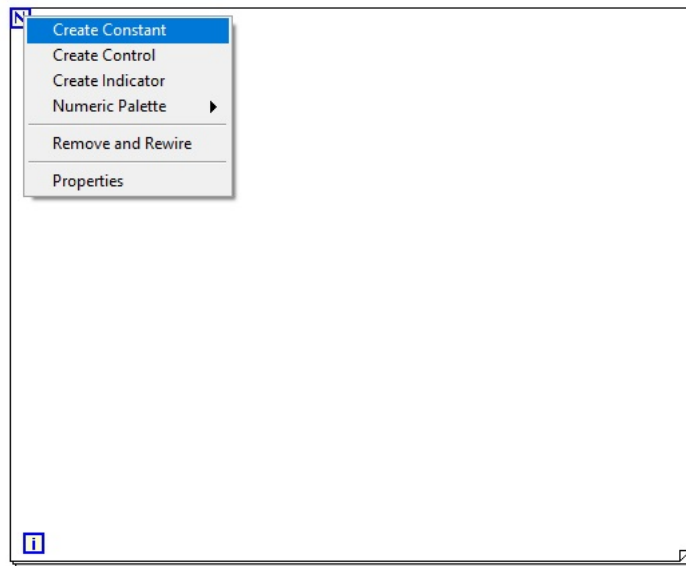 N
Create Constant
Create Control
Create Indicator
Numeric Palette
Remove and Rewire
Properties
i